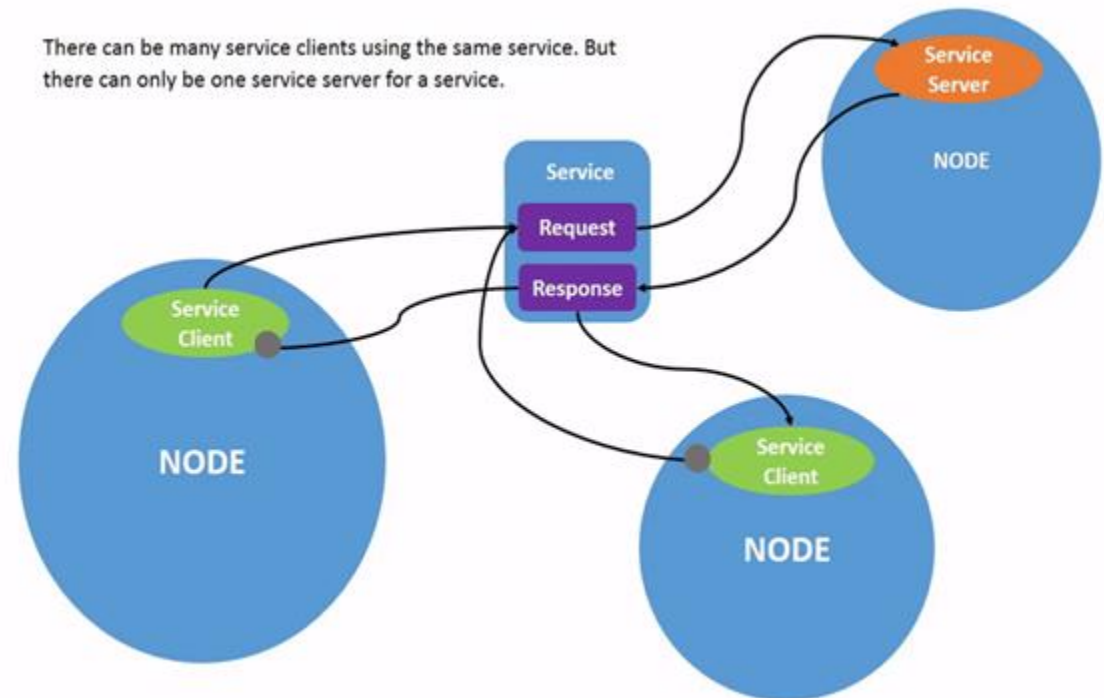 There can be many service clients using the same service. But
there can only be one service server for a service.
Service
Server
NODE
Service
Request
Response
Service
Client
NODE
Service
Client
NODE